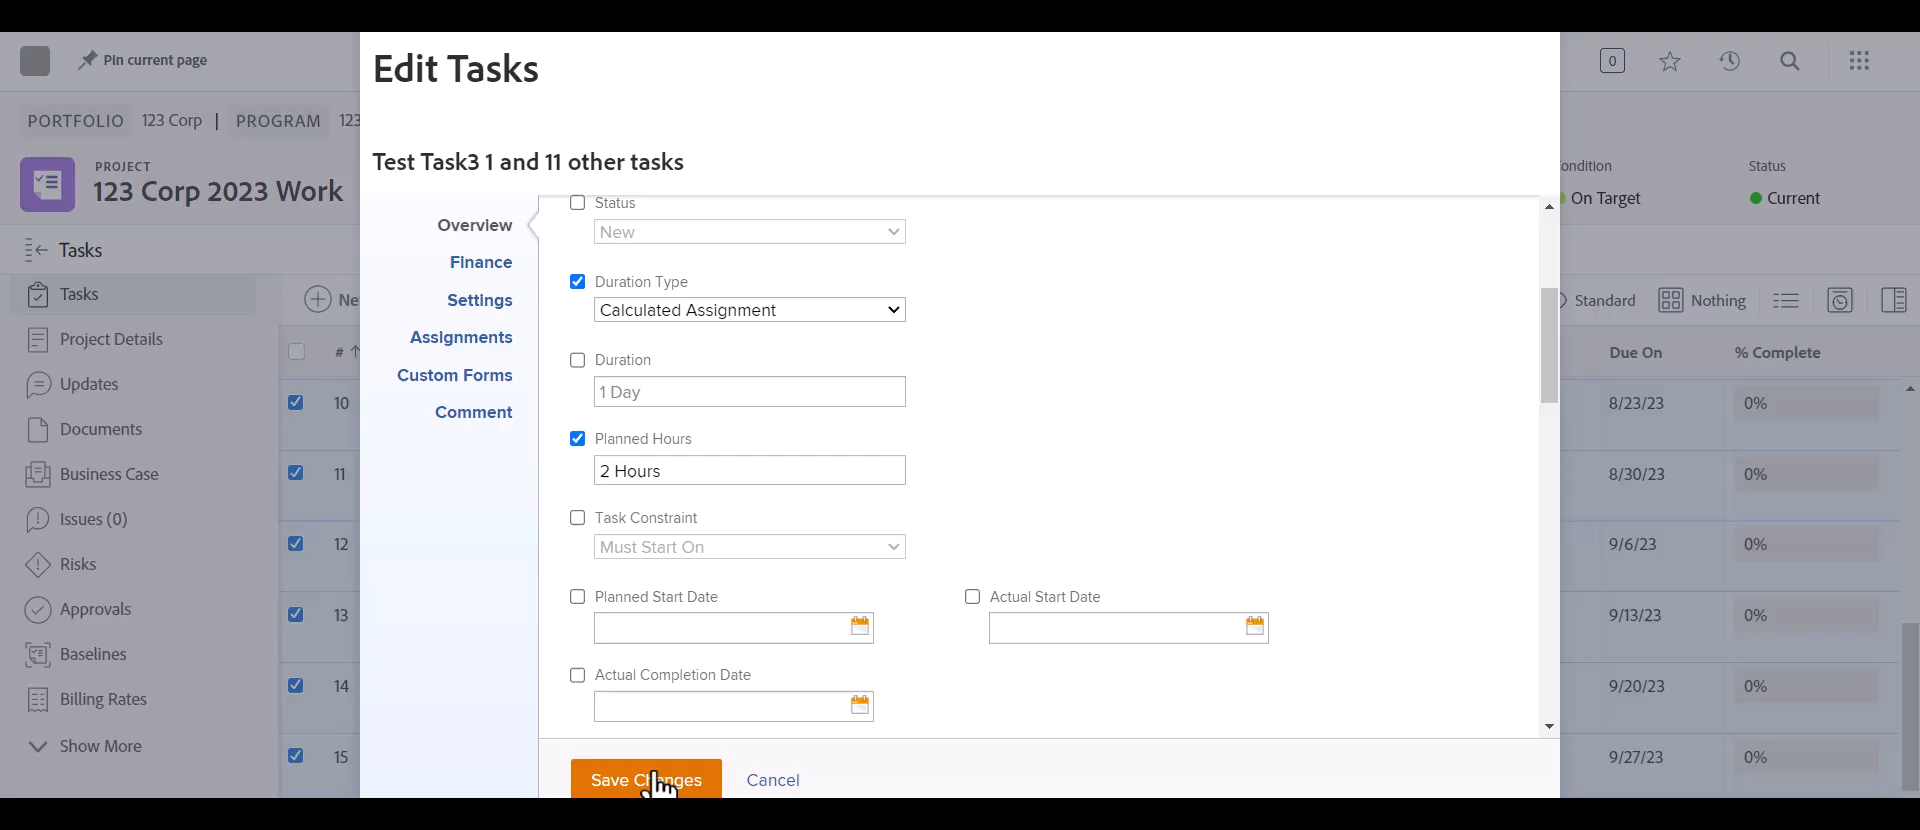 Pin current page
Edit Tasks
0
PORTFOLIO 123 Corp | PROGRAM 123
PROJECT
123 Corp 2023 Work
Test Task3 1 and 11 other tasks
ondition
On Target
Status
Current
Tasks
Tasks
Project Details
Updates
Documents
Business Case
Issues (0)
Risks
Approvals
Baselines
Billing Rates
Show More
Ne
#
10
11
12
13
14
15
Overview
Finance
Settings
Assignments
Custom Forms
Comment
Status
New
Duration Type
Calculated Assignment
Duration
1 Day
Planned Hours
2 Hours
Task Constraint
Must Start On
Planned Start Date
Actual Start Date
Actual Completion Date
Save Changes
Cancel
Standard
Nothing
Due On
% Complete
8/23/23
0%
8/30/23
0%
9/6/23
0%
9/13/23
0%
9/20/23
0%
9/27/23
0%